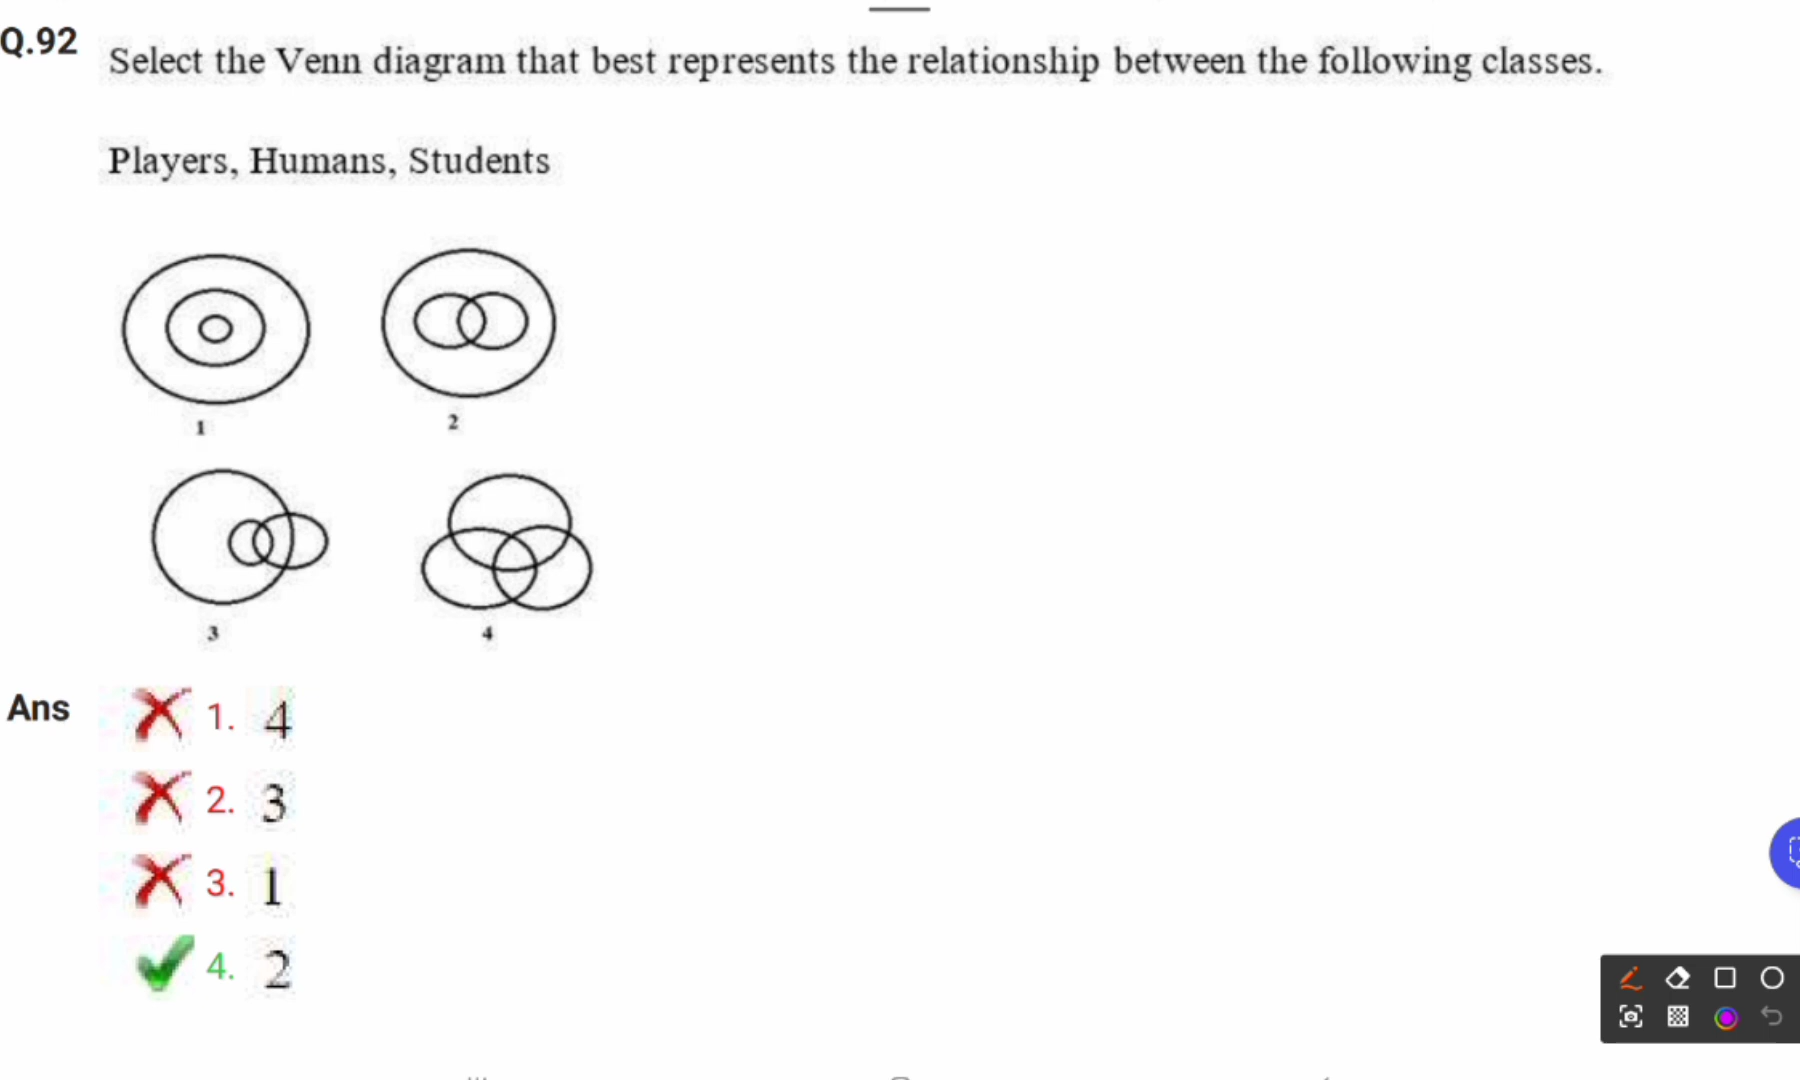 Q.92
Select the Venn diagram that best represents the relationship between the following classes.
Players, Humans, Students
1
2
3
4
Ans
1. 4
2. 3
3. 1
4. 2